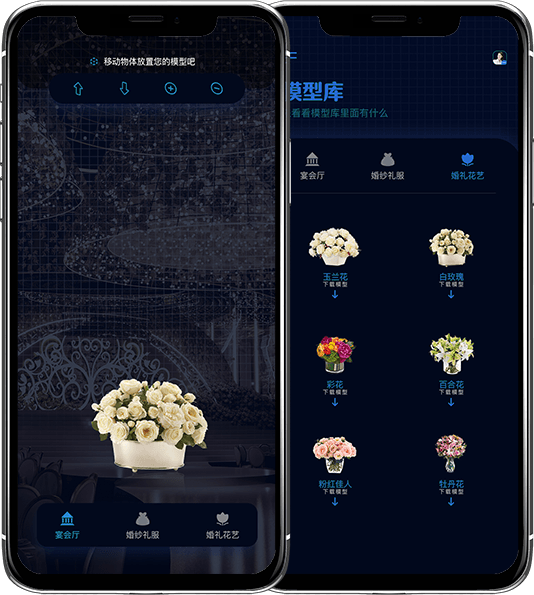 移动物体放置您的模型吧
宴会厅
婚纱礼服
婚礼花艺
模型库
看看模型库里面有什么
宴会厅
婚纱礼服
婚礼花艺
玉兰花
下载模型
白玫瑰
下载模型
彩花
下载模型
百合花
下载模型
粉红佳人
下载模型
牡丹花
下载模型